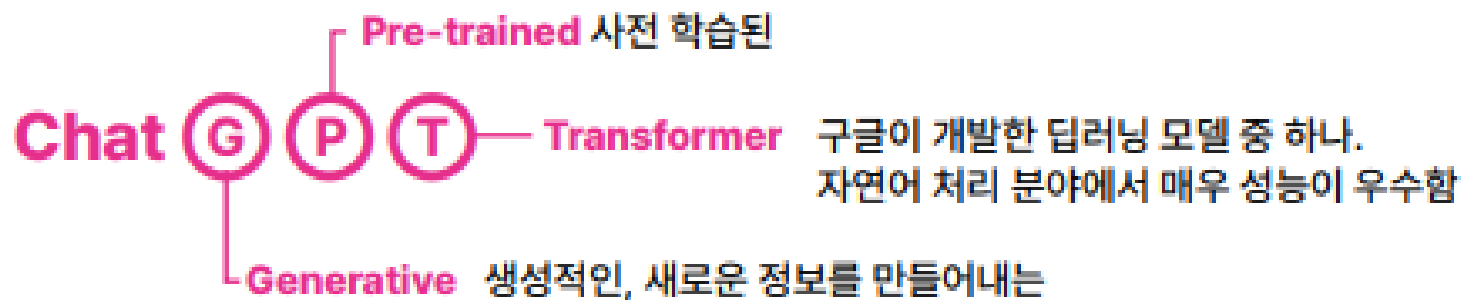 Pre-trained 사전 학습된
Chat G P T Transformer 구글이 개발한 딥러닝 모델 중 하나.
자연어 처리 분야에서 매우 성능이 우수함
Generative 생성적인, 새로운 정보를 만들어내는